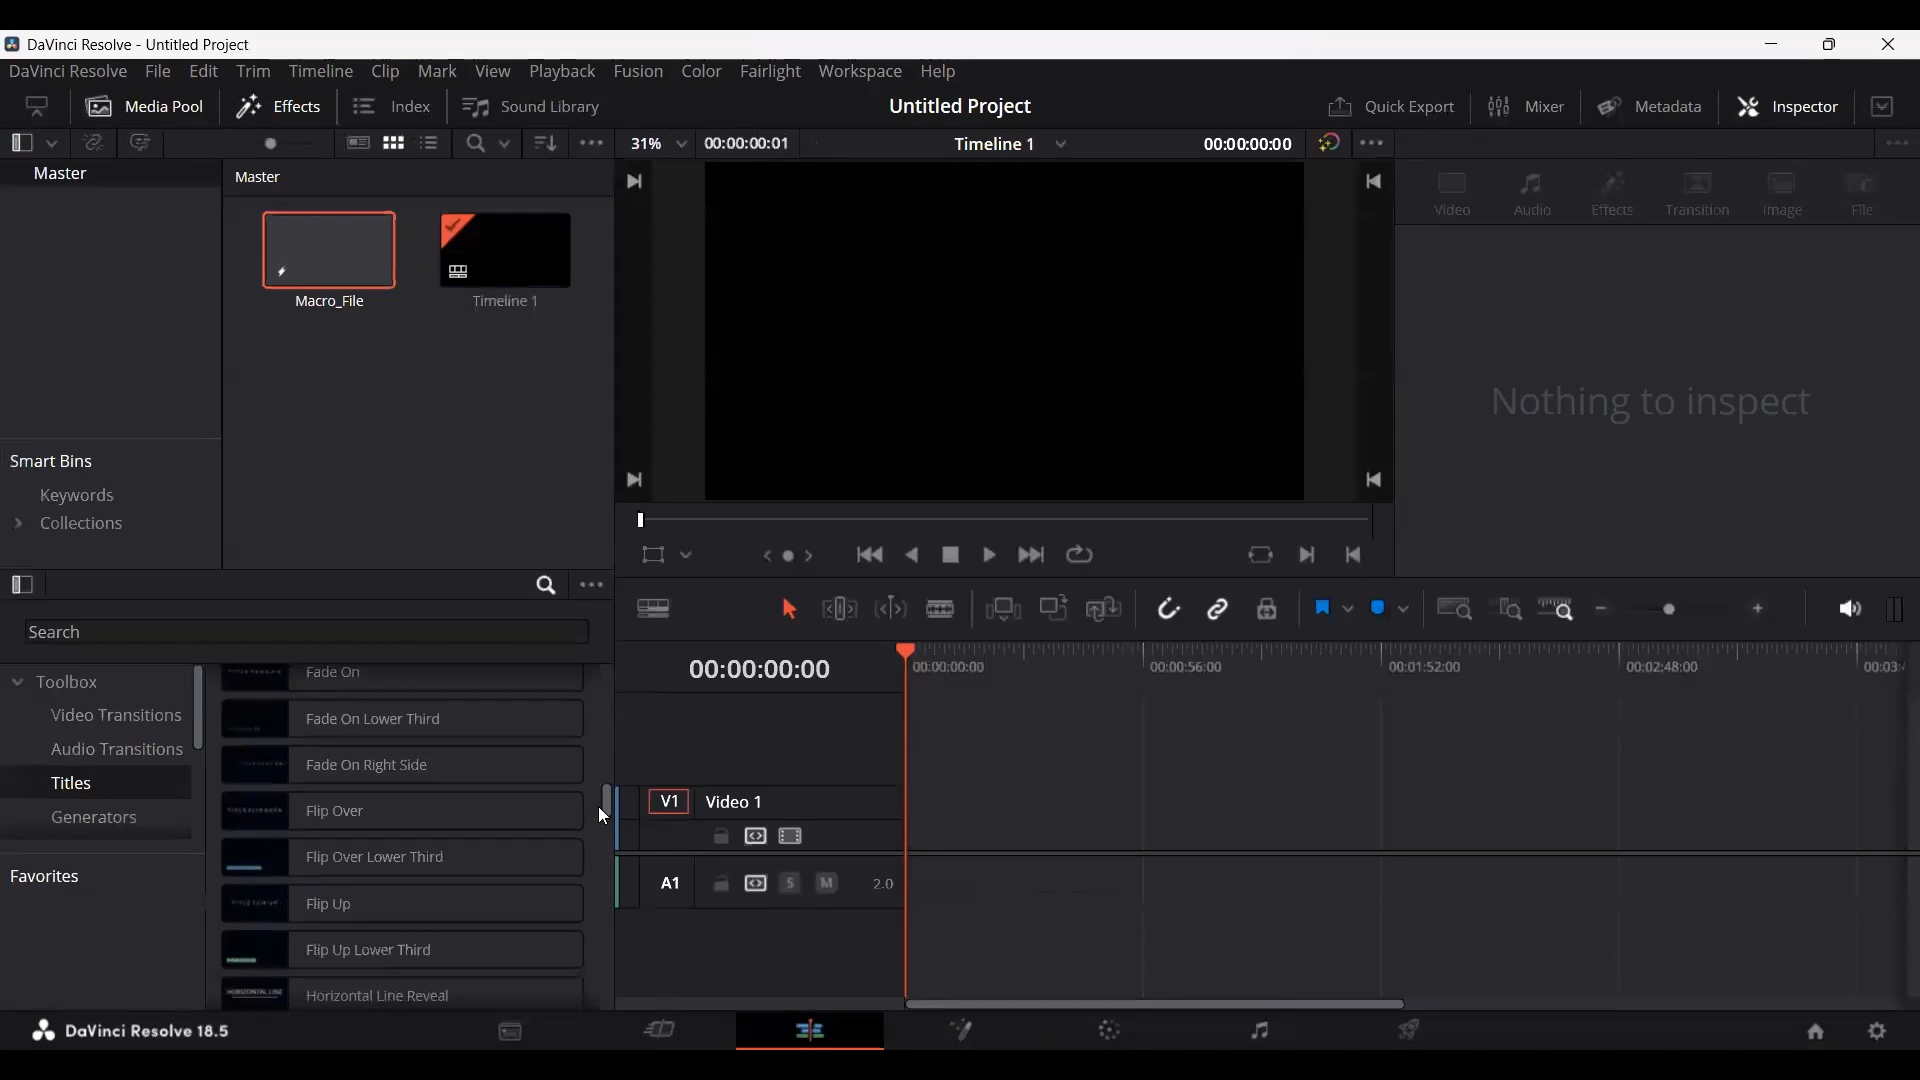 DaVinci Resolve - Untitled Project
DaVinci Resolve File Edit Trim Timeline Clip Mark View Playback Fusion Color Fairlight Workspace Help
Media Pool Effects Index Sound Library Untitled Project Quick Export Mixer Metadata Inspector
31% 00:00:00:01 Timeline 1 00:00:00:00
Master
Master
Video Audio Effects Transition Image File
Macro_File Timeline 1
Nothing to inspect
Smart Bins
Keywords
Collections
Search
00:00:00:00 00:00:00:00 00:00:56:00 00:01:52:00 00:02:48:00
Toolbox
Video Transitions
Audio Transitions
Titles
Generators
Favorites
Fade On
Fade On Lower Third
Fade On Right Side
Flip Over
Flip Over Lower Third
Flip Up
Flip Up Lower Third
HORIZONTAL LINE Horizontal Line Reveal
V1 Video 1
A1 S M 2.0
DaVinci Resolve 18.5